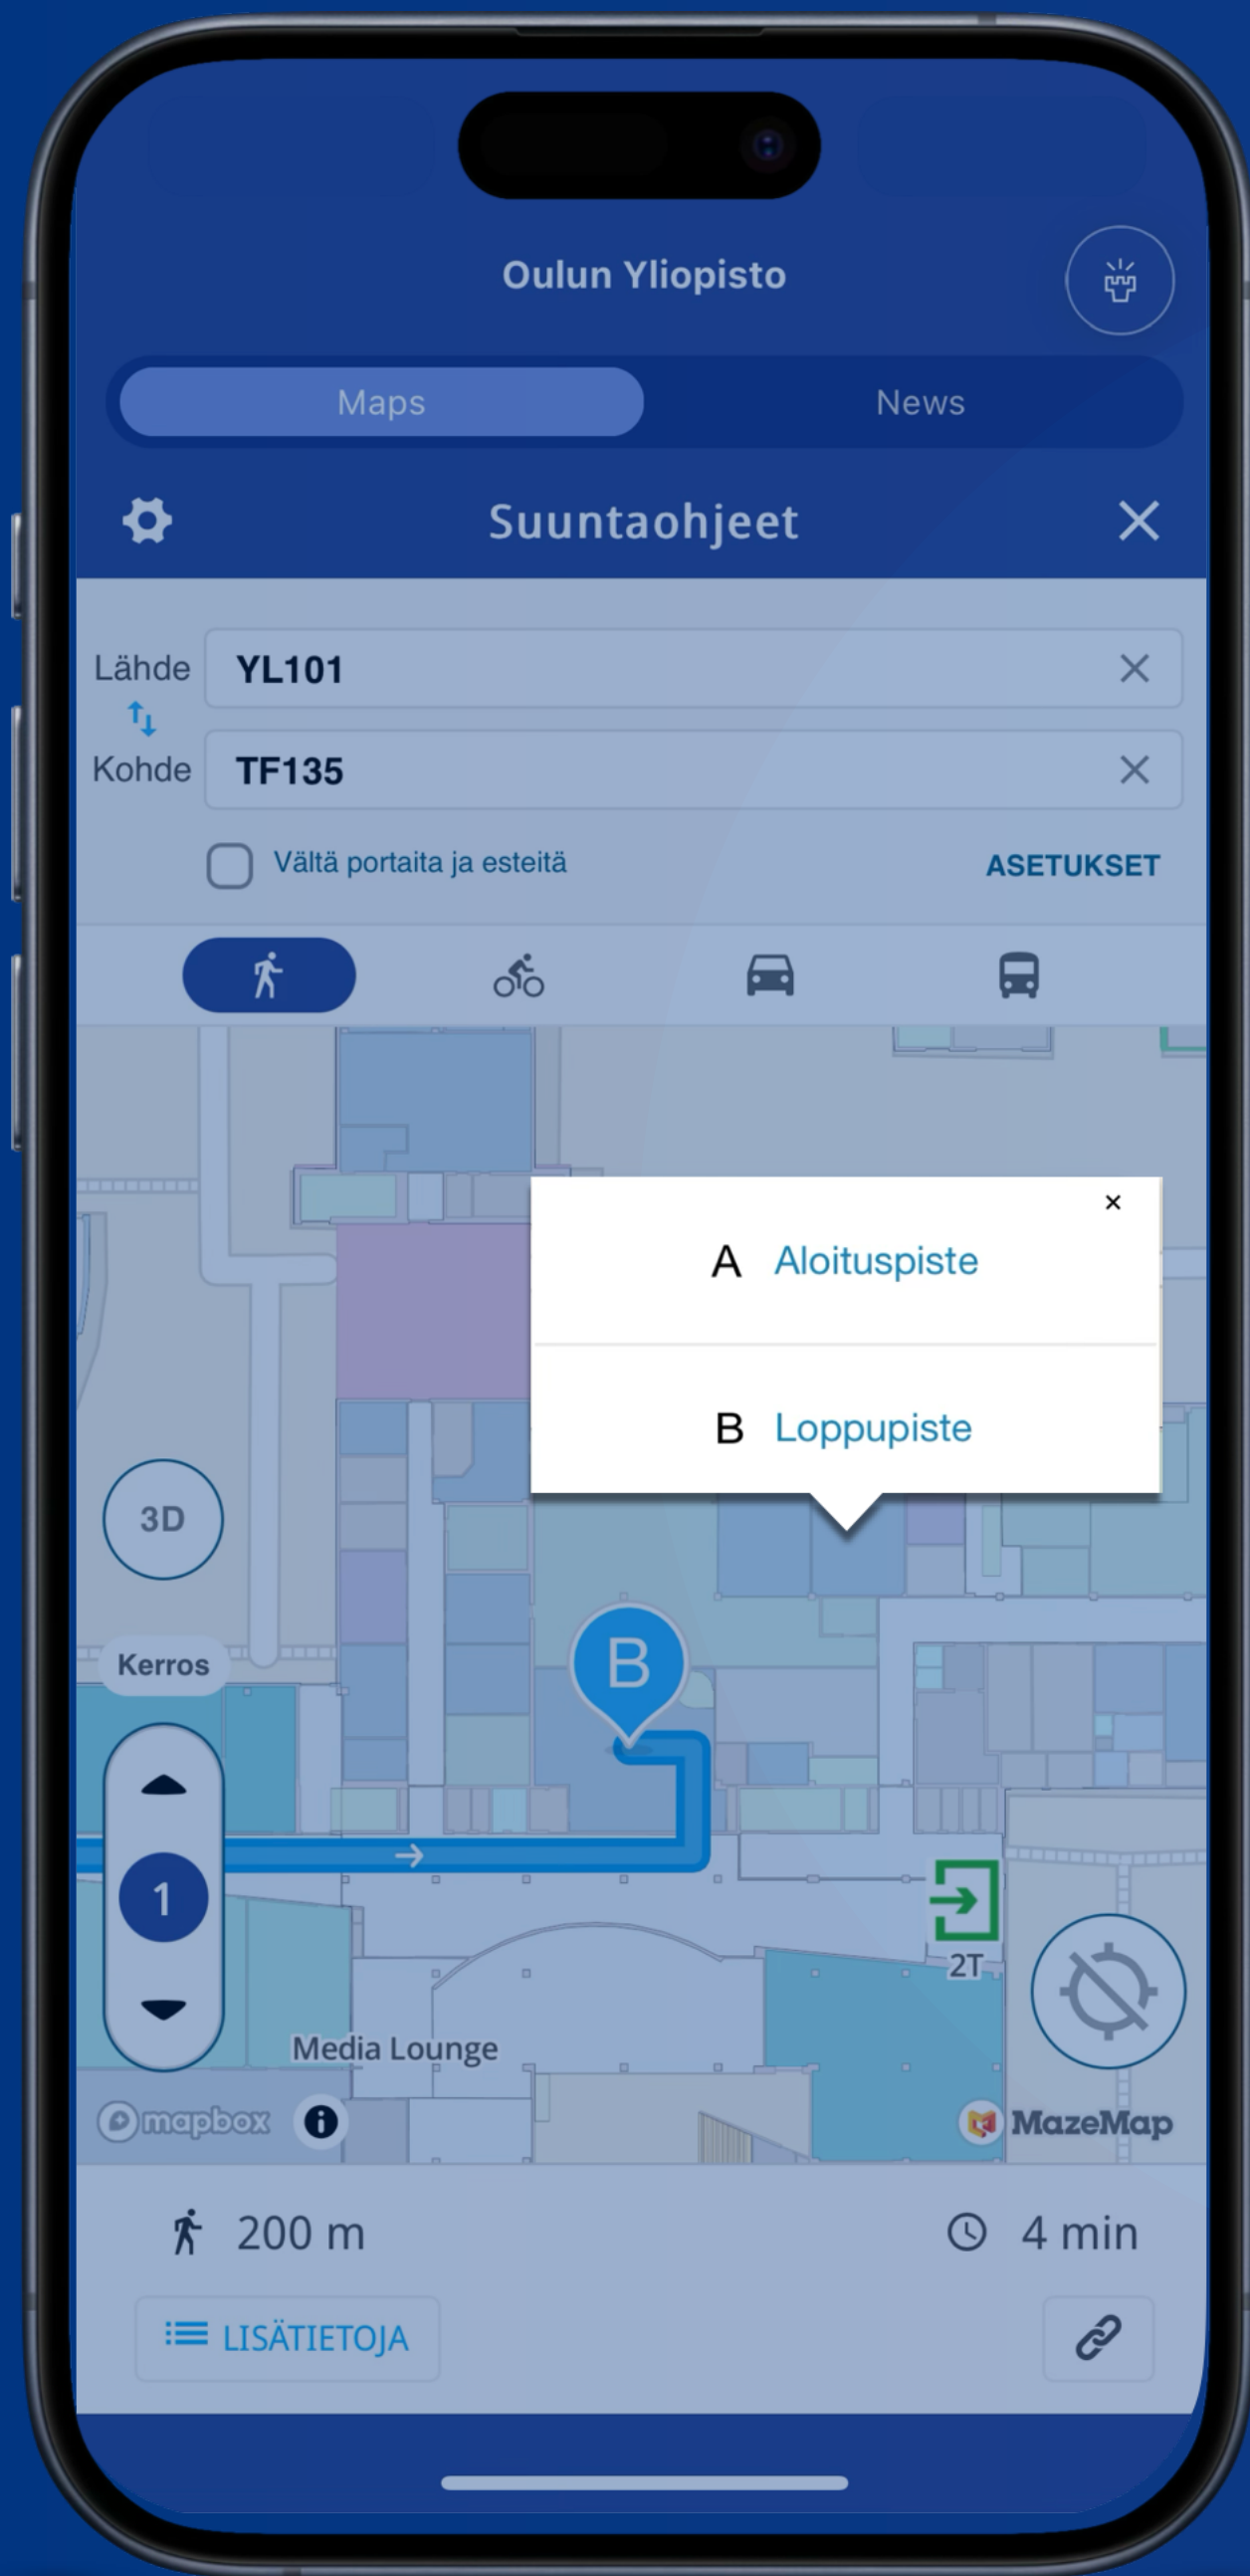 Oulun Yliopisto
Maps
News
Suuntaohjeet
Lähde
YL101
Kohde
TF135
Vältä portaita ja esteitä
ASETUKSET
A Aloituspiste
B Loppupiste
3D
B
Kerros
1
2T
Media Lounge
mapbox
MazeMap
200 m
4 min
LISÄTIETOJA